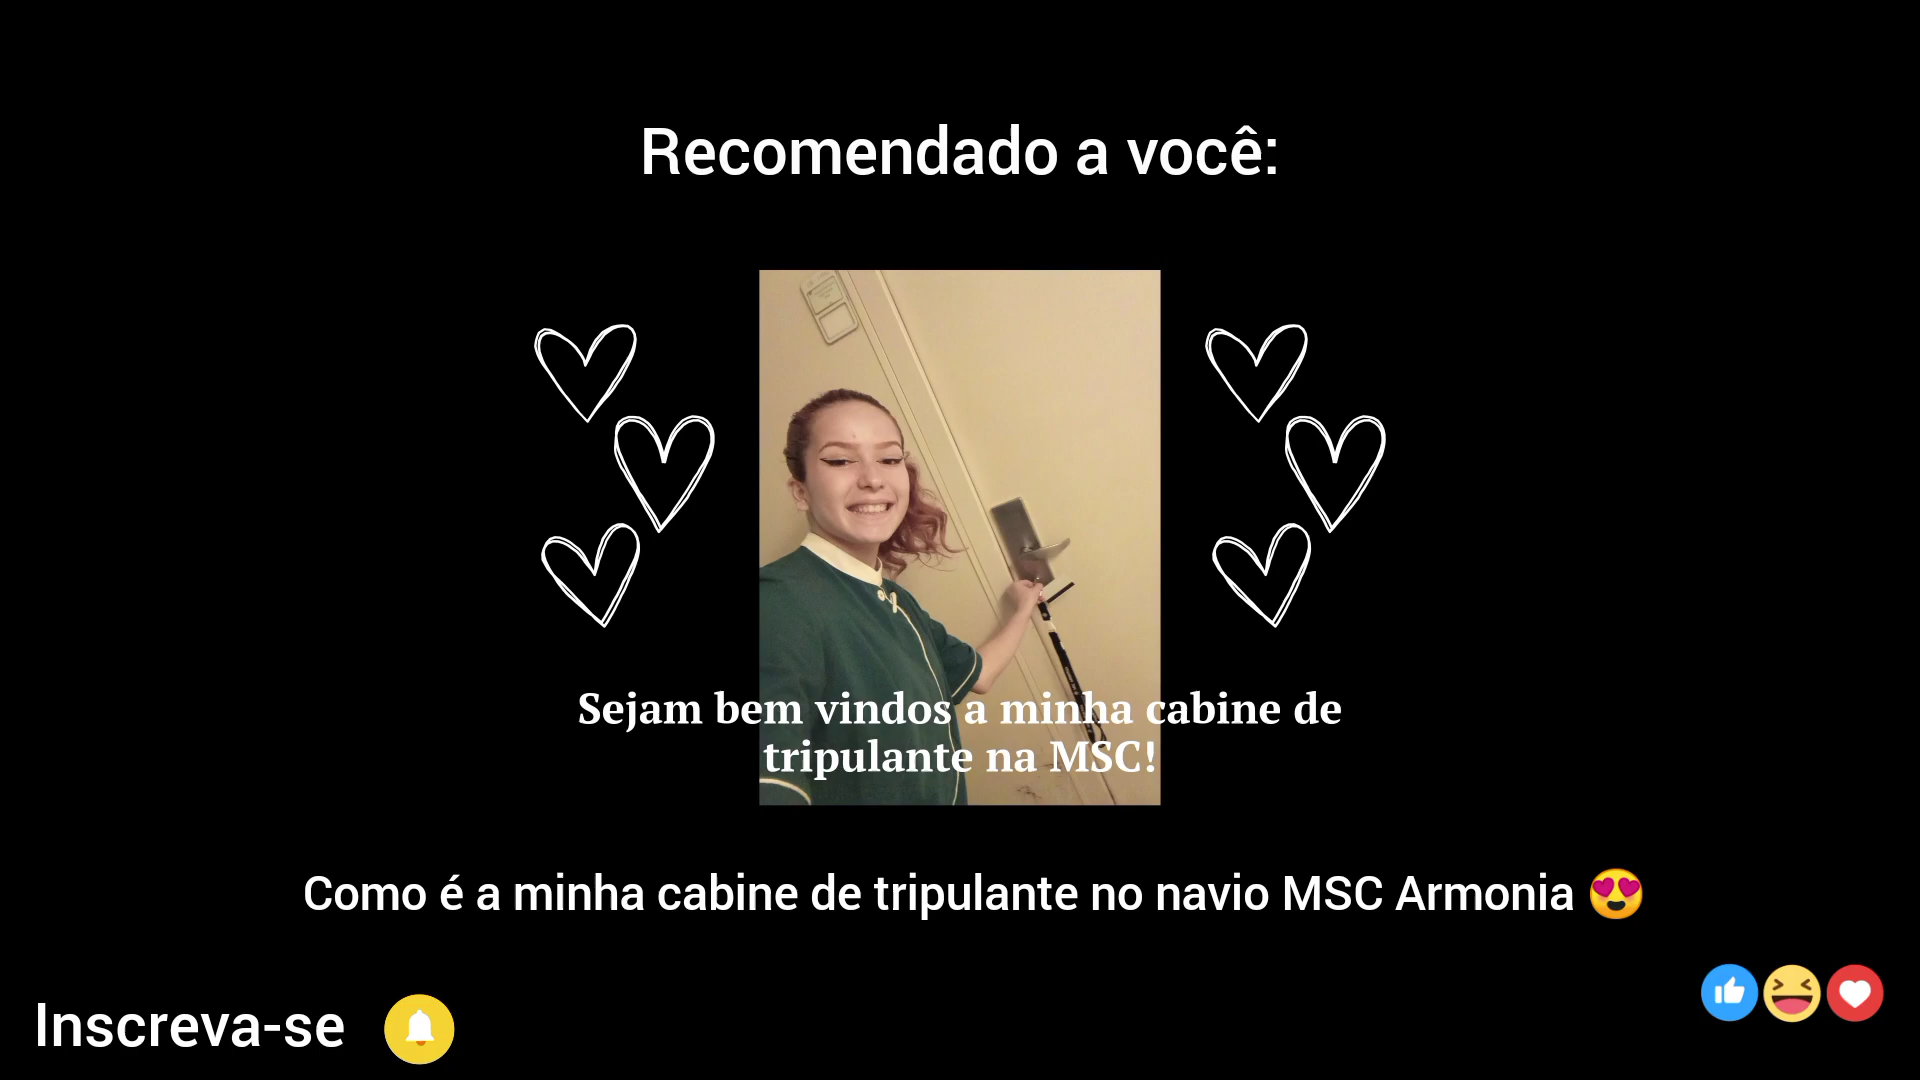 Recomendado a você:
Sejam bem vindos a minha cabine de
tripulante na MSC!
Como é a minha cabine de tripulante no navio MSC Armonia 😍
Inscreva-se